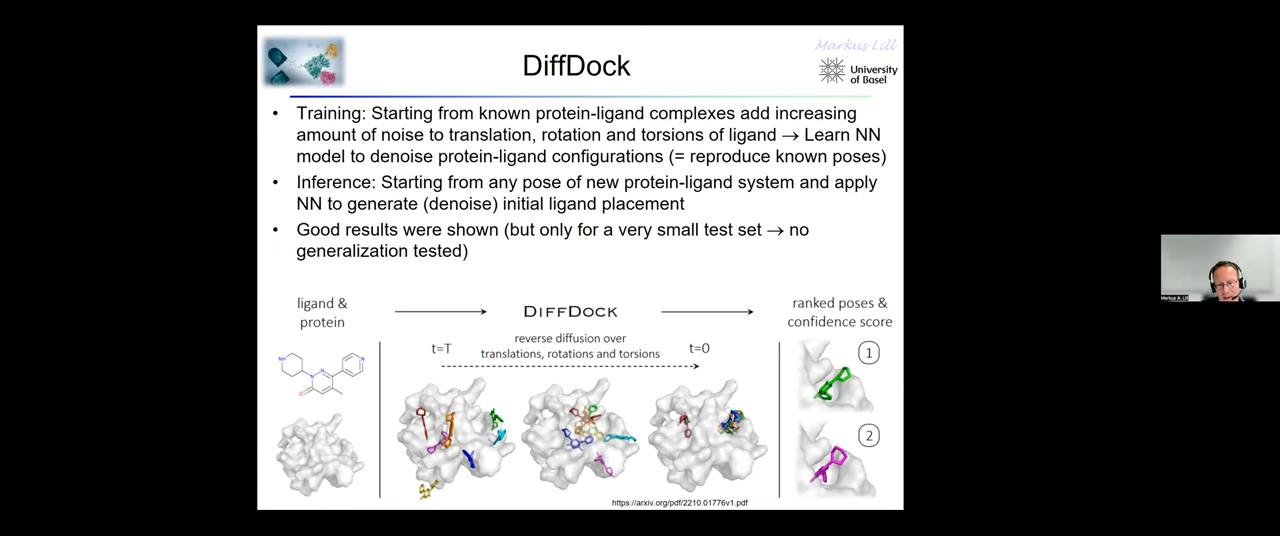 DiffDock
Markus Lill
University
of Basel
• Training: Starting from known protein-ligand complexes add increasing
amount of noise to translation, rotation and torsions of ligand → Learn NN
model to denoise protein-ligand configurations (= reproduce known poses)
• Inference: Starting from any pose of new protein-ligand system and apply
NN to generate (denoise) initial ligand placement
• Good results were shown (but only for a very small test set → no
generalization tested)
ligand &
protein
DIFFDOCK
ranked poses &
confidence score
t=T
reverse diffusion over
translations, rotations and torsions
t=0
NH
N
N
N
O
1
2
https://arxiv.org/pdf/2210.01776v1.pdf
Markus A. Lill